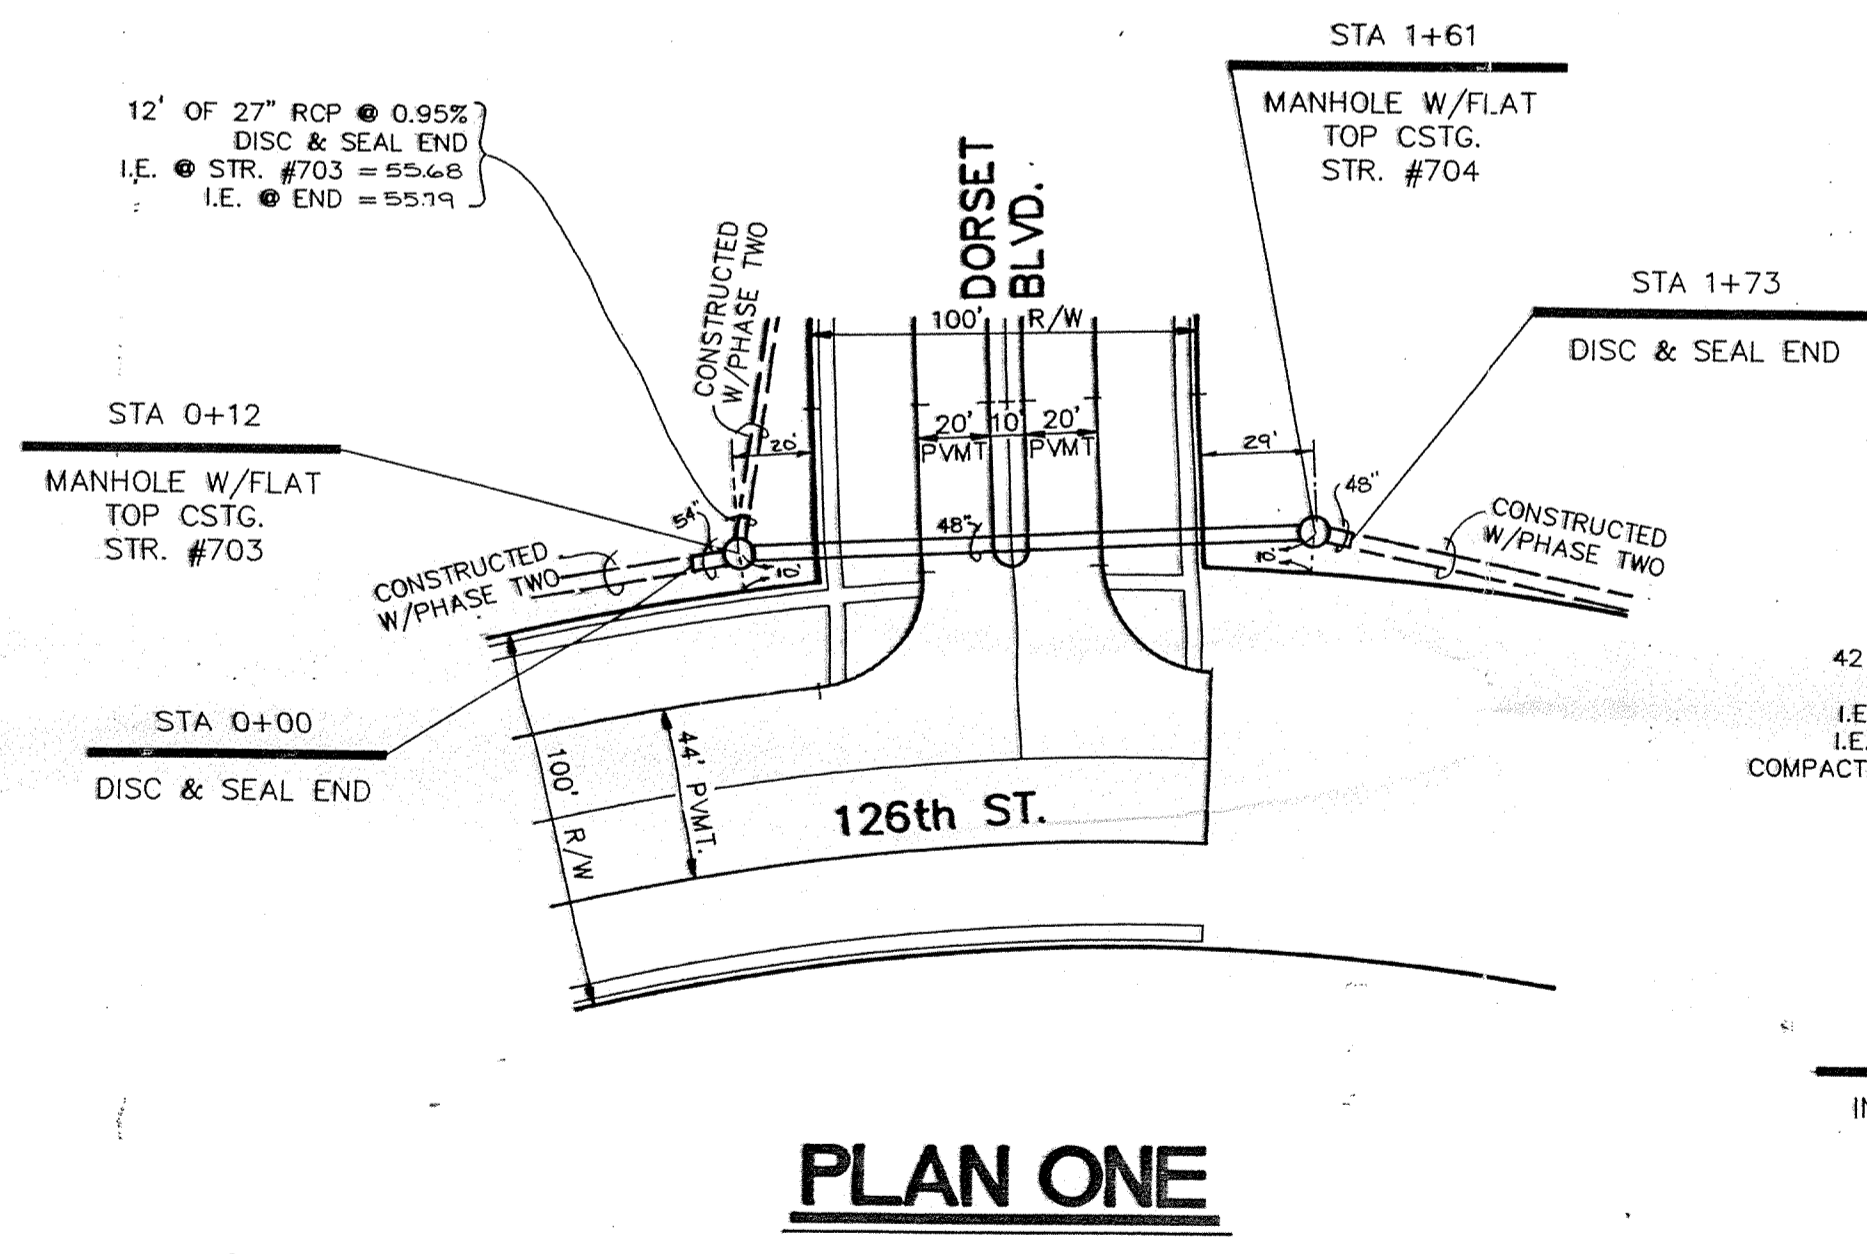 STA 1+61
MANHOLE W/FLAT
TOP CSTG.
STR. #704
12' OF 27" RCP @ 0.95%
DISC & SEAL END
I.E. @ STR. #703 = 55.68
I.E. @ END = 55.79
DORSET
BLVD.
CONSTRUCTED
W/PHASE TWO
STA 1+73
DISC & SEAL END
100' R/W
STA 0+12
MANHOLE W/FLAT
TOP CSTG.
STR. #703
20'
20'
PVMT
10'
20'
PVMT
29'
48"
54"
48"
CONSTRUCTED
W/PHASE TWO
10'
10'
CONSTRUCTED
W/PHASE TWO
STA 0+00
DISC & SEAL END
100' R/W
44' PVMT.
126th ST.
42
I.E
I.E.
COMPACT
IN
PLAN ONE